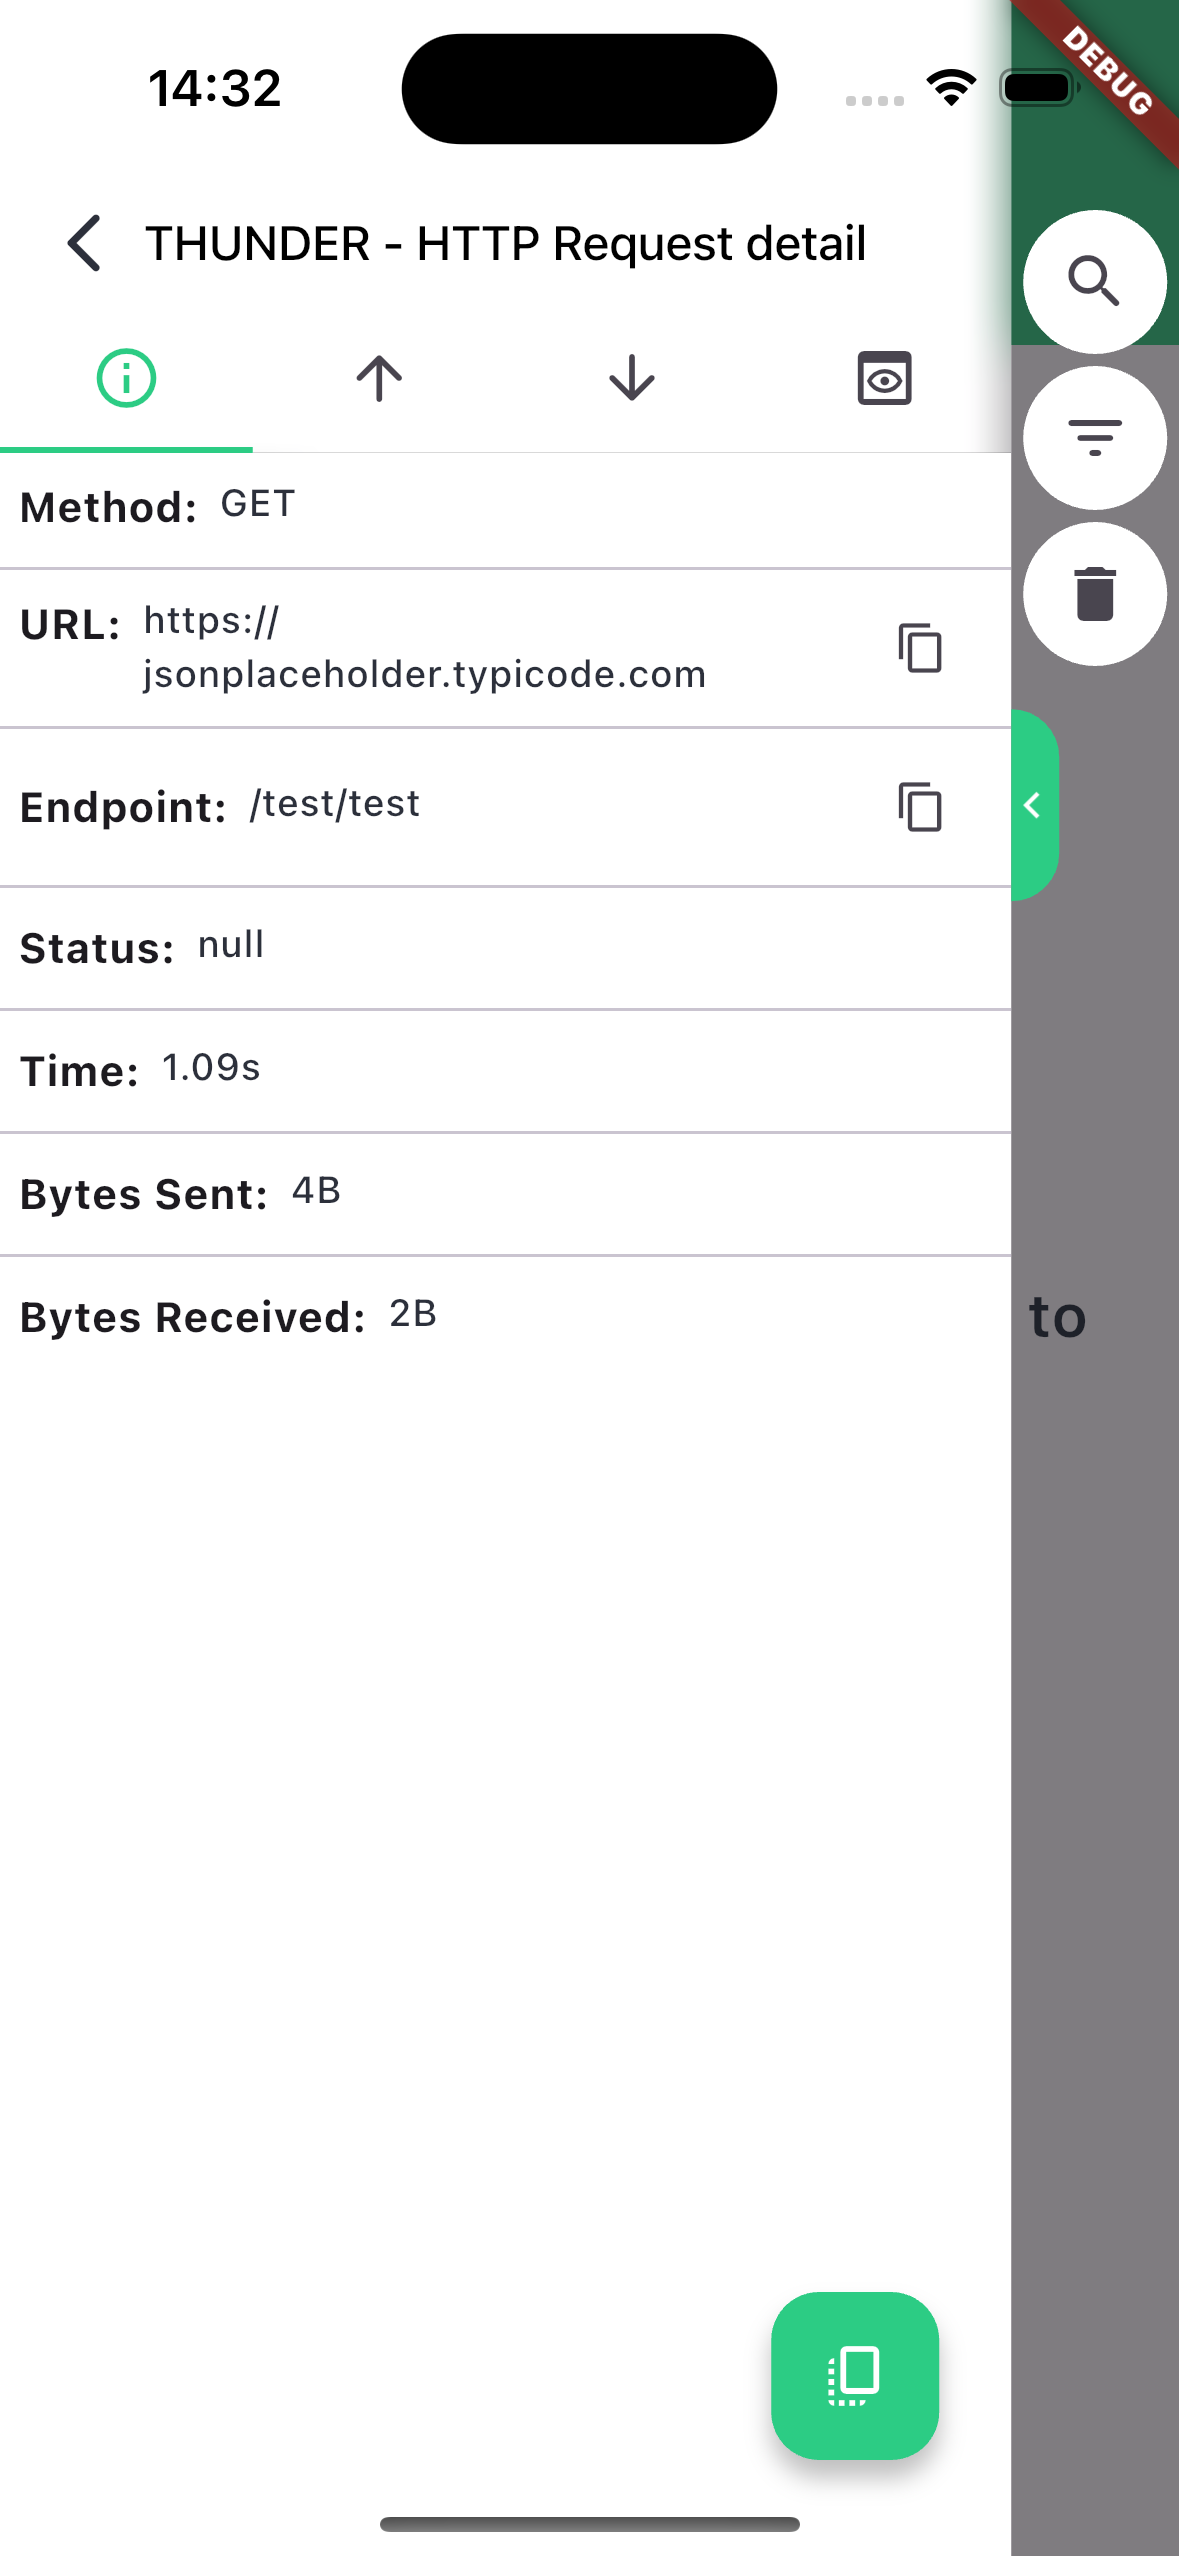 14:32
DEBUG
THUNDER - HTTP Request detail
Method: GET
URL: https://
jsonplaceholder.typicode.com
Endpoint: /test/test
Status: null
Time: 1.09s
Bytes Sent: 4B
Bytes Received: 2B
to